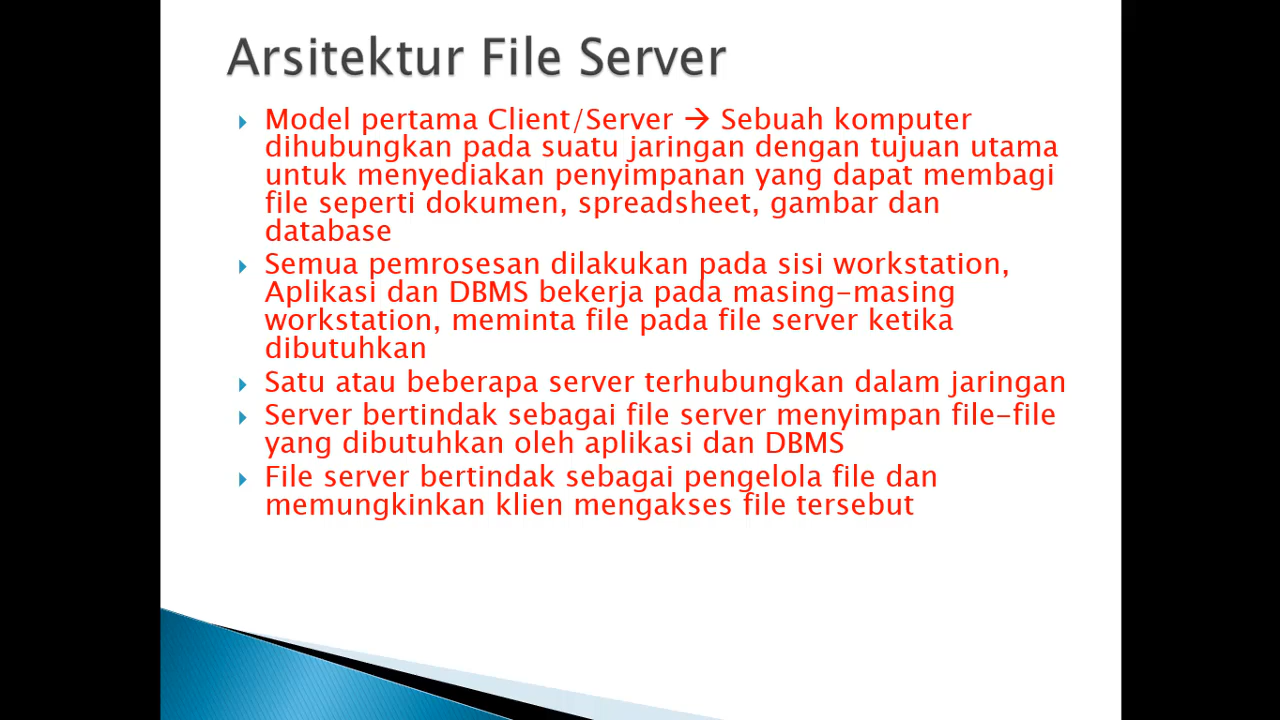 Arsitektur File Server
Model pertama Client/Server → Sebuah komputer
dihubungkan pada suatu jaringan dengan tujuan utama
untuk menyediakan penyimpanan yang dapat membagi
file seperti dokumen, spreadsheet, gambar dan
database
Semua pemrosesan dilakukan pada sisi workstation,
Aplikasi dan DBMS bekerja pada masing-masing
workstation, meminta file pada file server ketika
dibutuhkan
Satu atau beberapa server terhubungkan dalam jaringan
Server bertindak sebagai file server menyimpan file-file
yang dibutuhkan oleh aplikasi dan DBMS
File server bertindak sebagai pengelola file dan
memungkinkan klien mengakses file tersebut